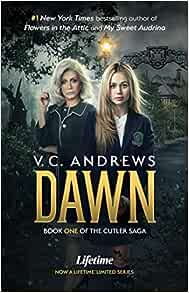 #1 New York Times bestselling author of
Flowers in the Attic and My Sweet Audrina
V.C. ANDREWS
DAWN
BOOK ONE OF THE CUTLER SAGA
Lifetime
NOW A LIFETIME LIMITED SERIES